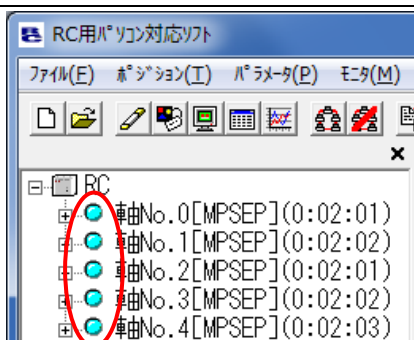 RC用ﾊﾟｿｺﾝ対応ｿﾌﾄ
ﾌｧｲﾙ(F) ﾎﾟｼﾞｼｮﾝ(T) ﾊﾟﾗﾒｰﾀ(P) ﾓﾆﾀ(M)
RC
軸No.0[MPSEP](0:02:01)
軸No.1[MPSEP](0:02:02)
軸No.2[MPSEP](0:02:01)
軸No.3[MPSEP](0:02:02)
軸No.4[MPSEP](0:02:03)